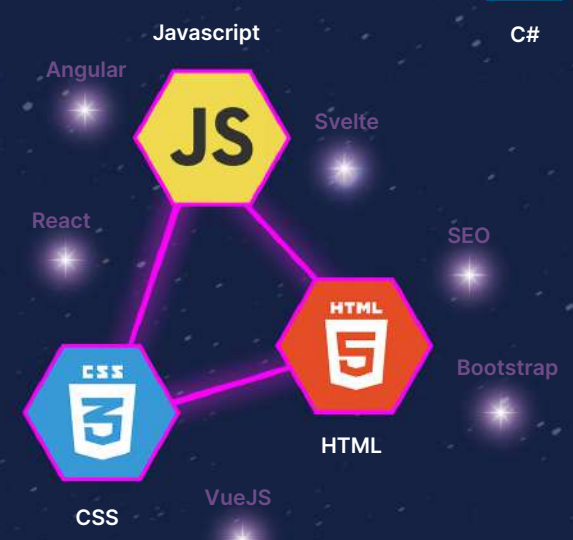 Javascript
C#
Angular
JS
Svelte
React
SEO
HTML
5
CSS
3
Bootstrap
HTML
VueJS
CSS